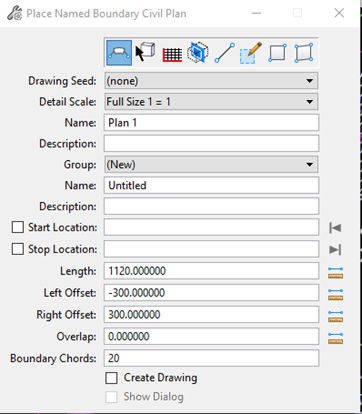 Place Named Boundary Civil Plan
Drawing Seed: (none)
Detail Scale: Full Size 1 = 1
Name: Plan 1
Description:
Group: (New)
Name: Untitled
Description:
Start Location:
Stop Location:
Length: 1120.000000
Left Offset: -300.000000
Right Offset: 300.000000
Overlap: 0.000000
Boundary Chords: 20
Create Drawing
Show Dialog